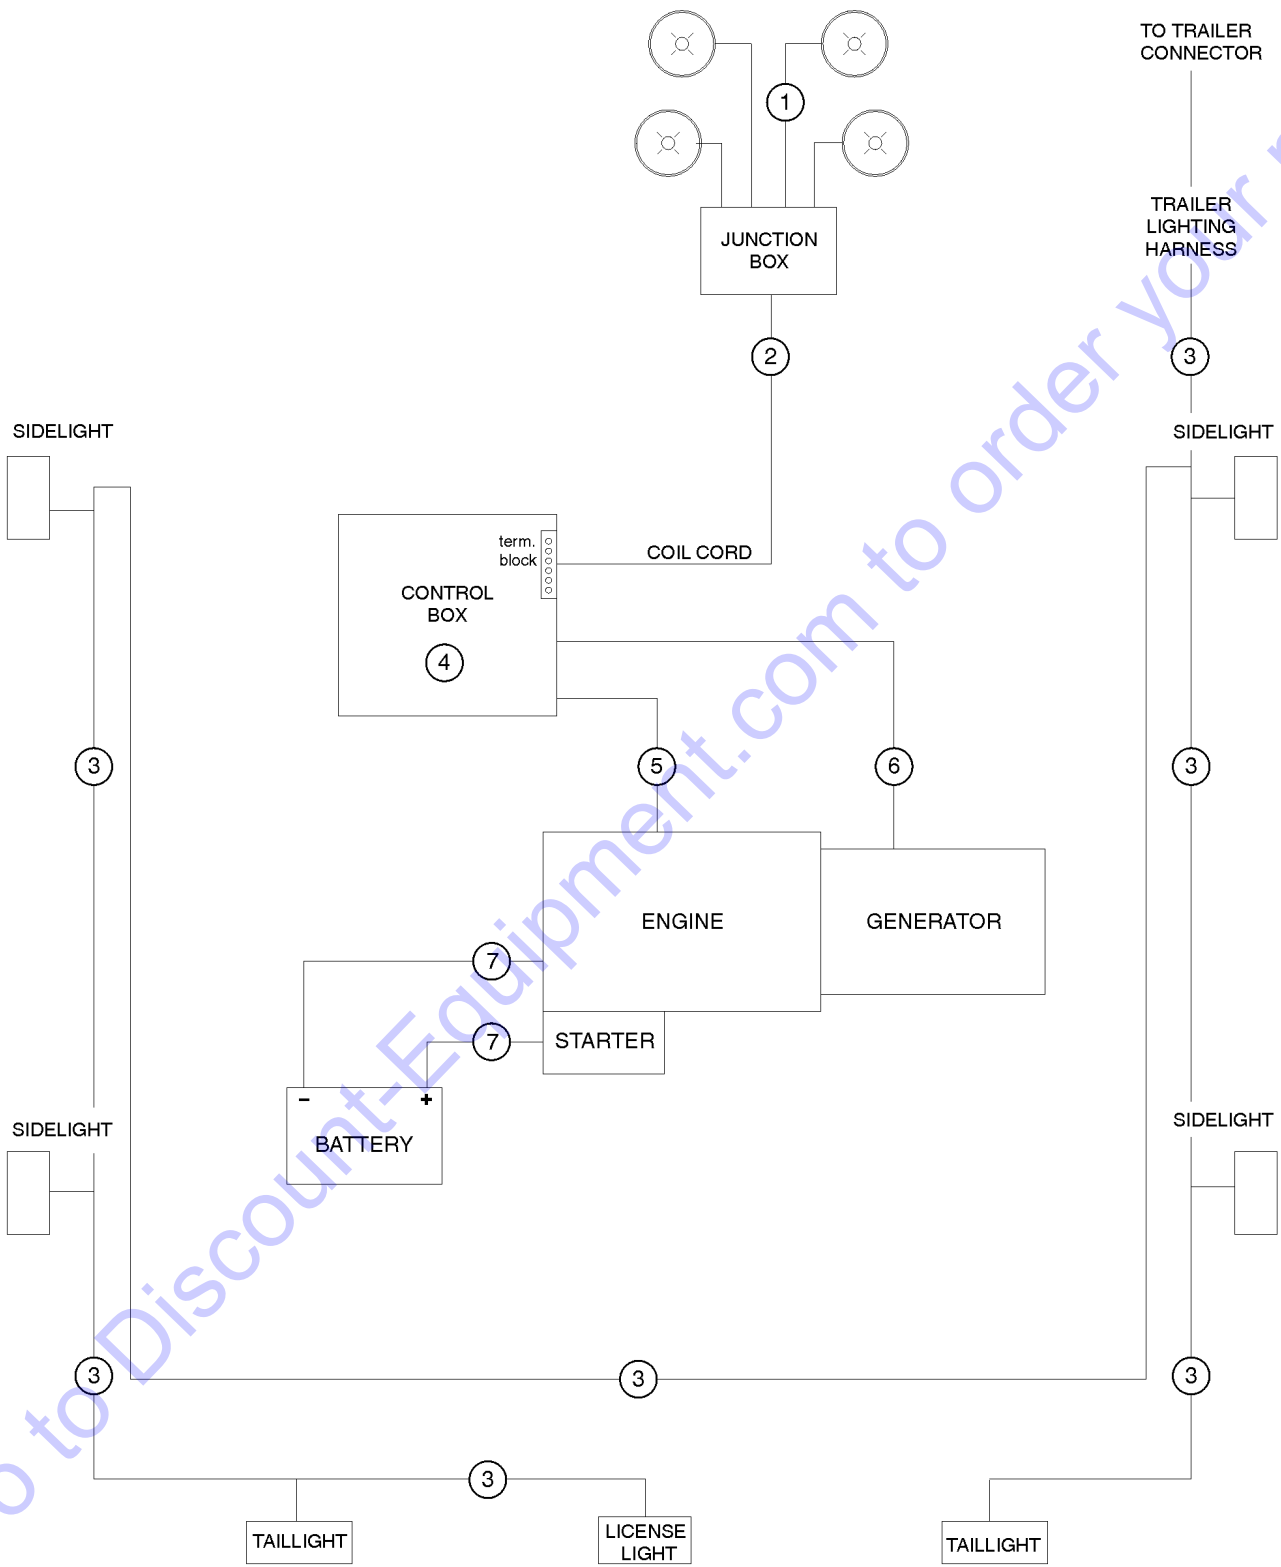 TO TRAILER
CONNECTOR
1
TRAILER
LIGHTING
HARNESS
JUNCTION
BOX
2
3
SIDELIGHT
SIDELIGHT
term.
block
COIL CORD
CONTROL
BOX
4
3
5
6
3
ENGINE
GENERATOR
7
7
STARTER
- +
BATTERY
SIDELIGHT
SIDELIGHT
3
3
3
3
TAILLIGHT
LICENSE
LIGHT
TAILLIGHT
o to Discount-Equipment.com to order your